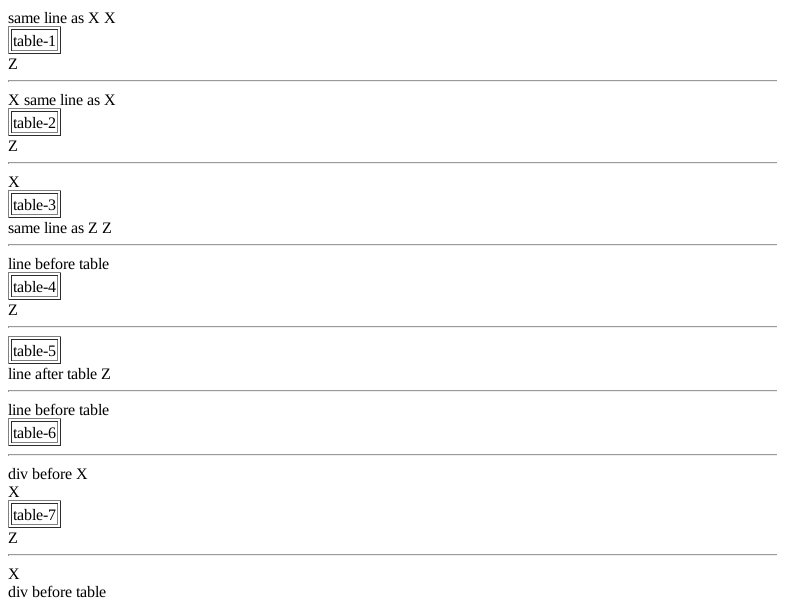 same line as X X
table-1
Z
X same line as X
table-2
Z
X
table-3
same line as Z Z
line before table
table-4
Z
table-5
line after table Z
line before table
table-6
div before X
X
table-7
Z
X
div before table